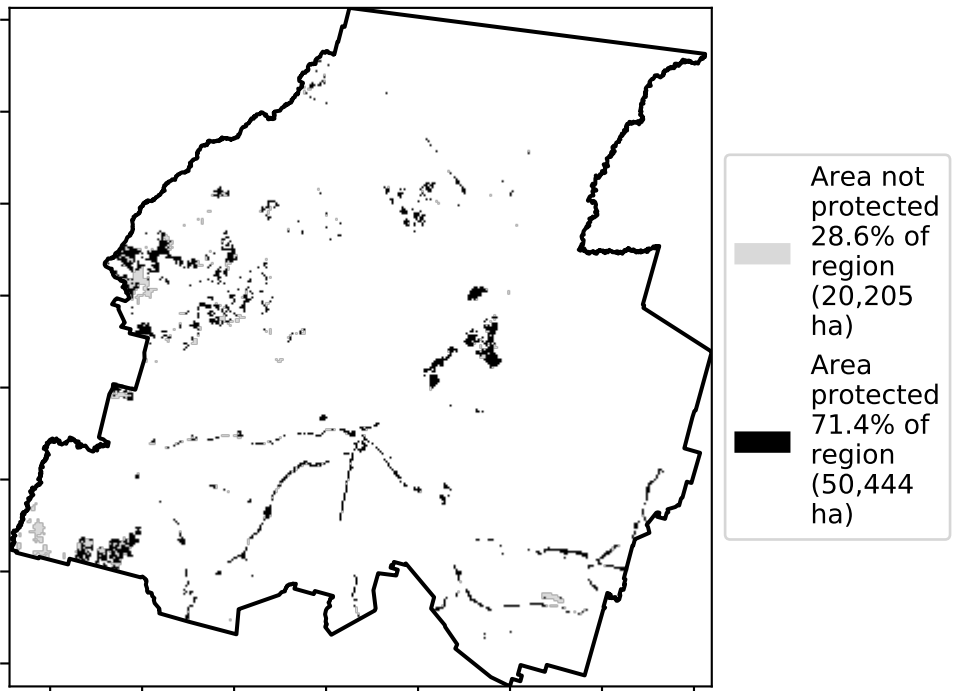 Area not
protected
28.6% of
region
(20,205
ha)
Area
protected
71.4% of
region
(50,444
ha)